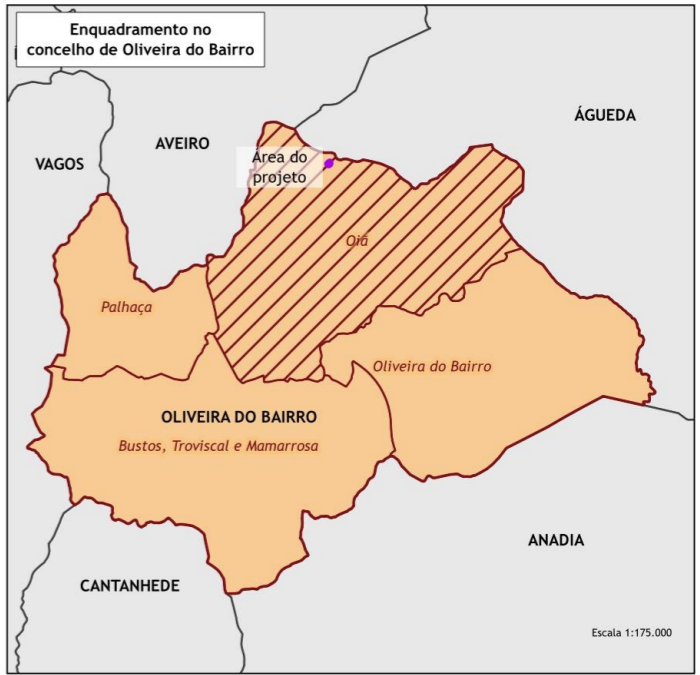 Enquadramento no
concelho de Oliveira do Bairro
ÁGUEDA
AVEIRO
VAGOS
Área do
projeto
Oiã
Palhaça
Oliveira do Bairro
OLIVEIRA DO BAIRRO
Bustos, Troviscal e Mamarrosa
ANADIA
CANTANHEDE
Escala 1:175.000